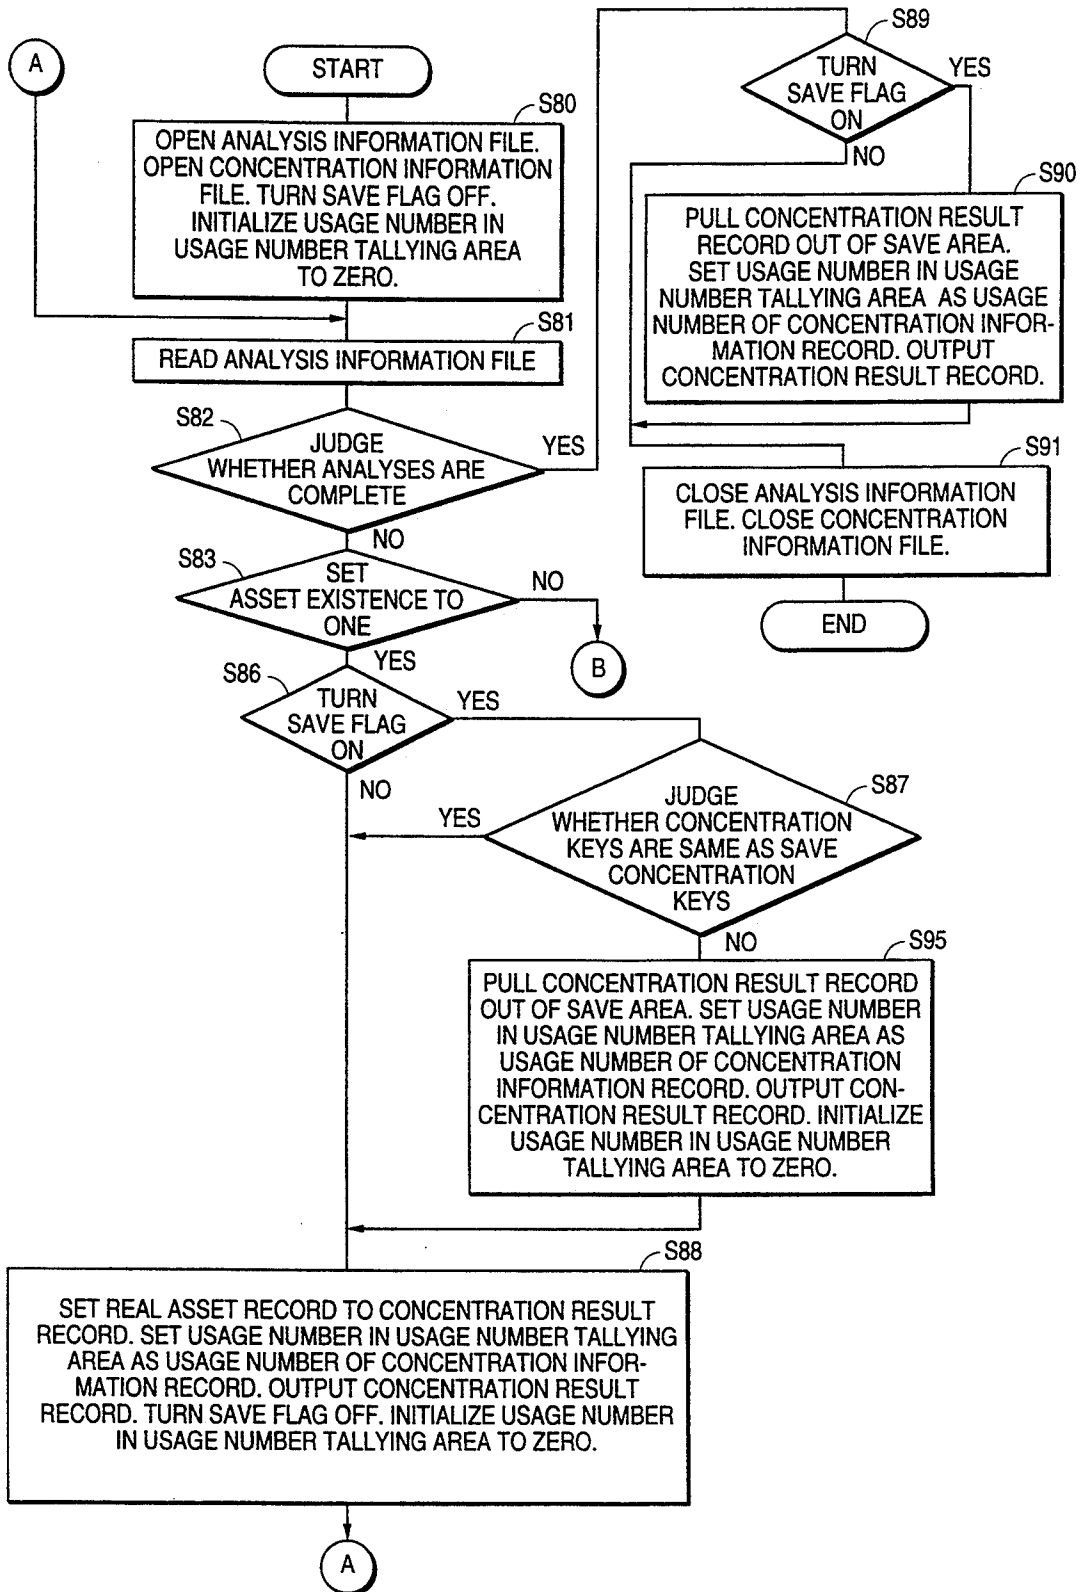 A
START
S80
OPEN ANALYSIS INFORMATION FILE.
OPEN CONCENTRATION INFORMATION
FILE. TURN SAVE FLAG OFF.
INITIALIZE USAGE NUMBER IN
USAGE NUMBER TALLYING AREA
TO ZERO.
S81
READ ANALYSIS INFORMATION FILE
S82
JUDGE
WHETHER ANALYSES ARE
COMPLETE
YES
NO
S83
SET
ASSET EXISTENCE TO
ONE
NO
B
YES
S86
TURN
SAVE FLAG
ON
YES
NO
S87
JUDGE
WHETHER CONCENTRATION
KEYS ARE SAME AS SAVE
CONCENTRATION
KEYS
YES
NO
S95
PULL CONCENTRATION RESULT RECORD
OUT OF SAVE AREA. SET USAGE NUMBER
IN USAGE NUMBER TALLYING AREA AS
USAGE NUMBER OF CONCENTRATION
INFORMATION RECORD. OUTPUT CON-
CENTRATION RESULT RECORD. INITIALIZE
USAGE NUMBER IN USAGE NUMBER
TALLYING AREA TO ZERO.
S88
SET REAL ASSET RECORD TO CONCENTRATION RESULT
RECORD. SET USAGE NUMBER IN USAGE NUMBER TALLYING
AREA AS USAGE NUMBER OF CONCENTRATION INFOR-
MATION RECORD. OUTPUT CONCENTRATION RESULT
RECORD. TURN SAVE FLAG OFF. INITIALIZE USAGE NUMBER
IN USAGE NUMBER TALLYING AREA TO ZERO.
A
S89
TURN
SAVE FLAG
ON
YES
NO
S90
PULL CONCENTRATION RESULT
RECORD OUT OF SAVE AREA.
SET USAGE NUMBER IN USAGE
NUMBER TALLYING AREA AS USAGE
NUMBER OF CONCENTRATION INFOR-
MATION RECORD. OUTPUT
CONCENTRATION RESULT RECORD.
S91
CLOSE ANALYSIS INFORMATION
FILE. CLOSE CONCENTRATION
INFORMATION FILE.
END